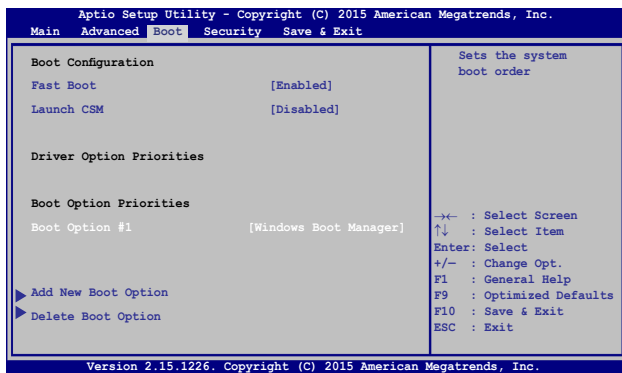 Aptio Setup Utility - Copyright (C) 2015 American Megatrends, Inc.
Main Advanced Boot Security Save & Exit
Boot Configuration
Fast Boot [Enabled]
Launch CSM [Disabled]
Driver Option Priorities
Boot Option Priorities
Boot Option #1 [Windows Boot Manager]
Add New Boot Option
Delete Boot Option
Sets the system
boot order
→← : Select Screen
↑↓ : Select Item
Enter: Select
+/— : Change Opt.
F1 : General Help
F9 : Optimized Defaults
F10 : Save & Exit
ESC : Exit
Version 2.15.1226. Copyright (C) 2015 American Megatrends, Inc.